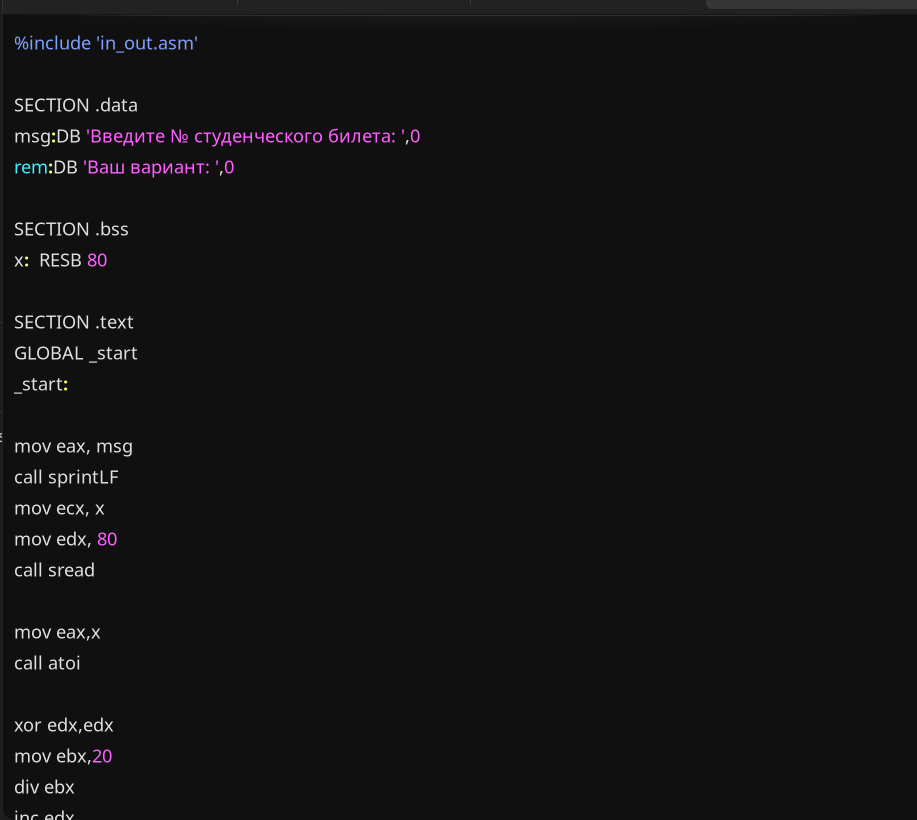 %include 'in_out.asm'
SECTION .data
msg:DB 'Введите № студенческого билета: ',0
rem:DB 'Ваш вариант: ',0
SECTION .bss
x:  RESB 80
SECTION .text
GLOBAL _start
_start:
mov eax, msg
call sprintLF
mov ecx, x
mov edx, 80
call sread
mov eax,x
call atoi
xor edx,edx
mov ebx,20
div ebx
inc edx